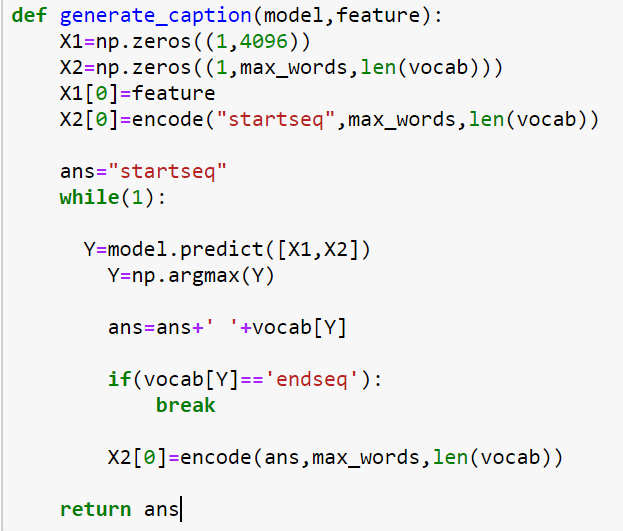 def generate_caption(model,feature):
    X1=np.zeros((1,4096))
    X2=np.zeros((1,max_words,len(vocab)))
    X1[0]=feature
    X2[0]=encode("startseq",max_words,len(vocab))
    ans="startseq"
    while(1):
      Y=model.predict([X1,X2])
        Y=np.argmax(Y)
        ans=ans+' '+vocab[Y]
        if(vocab[Y]=='endseq'):
            break
        X2[0]=encode(ans,max_words,len(vocab))
    return ans